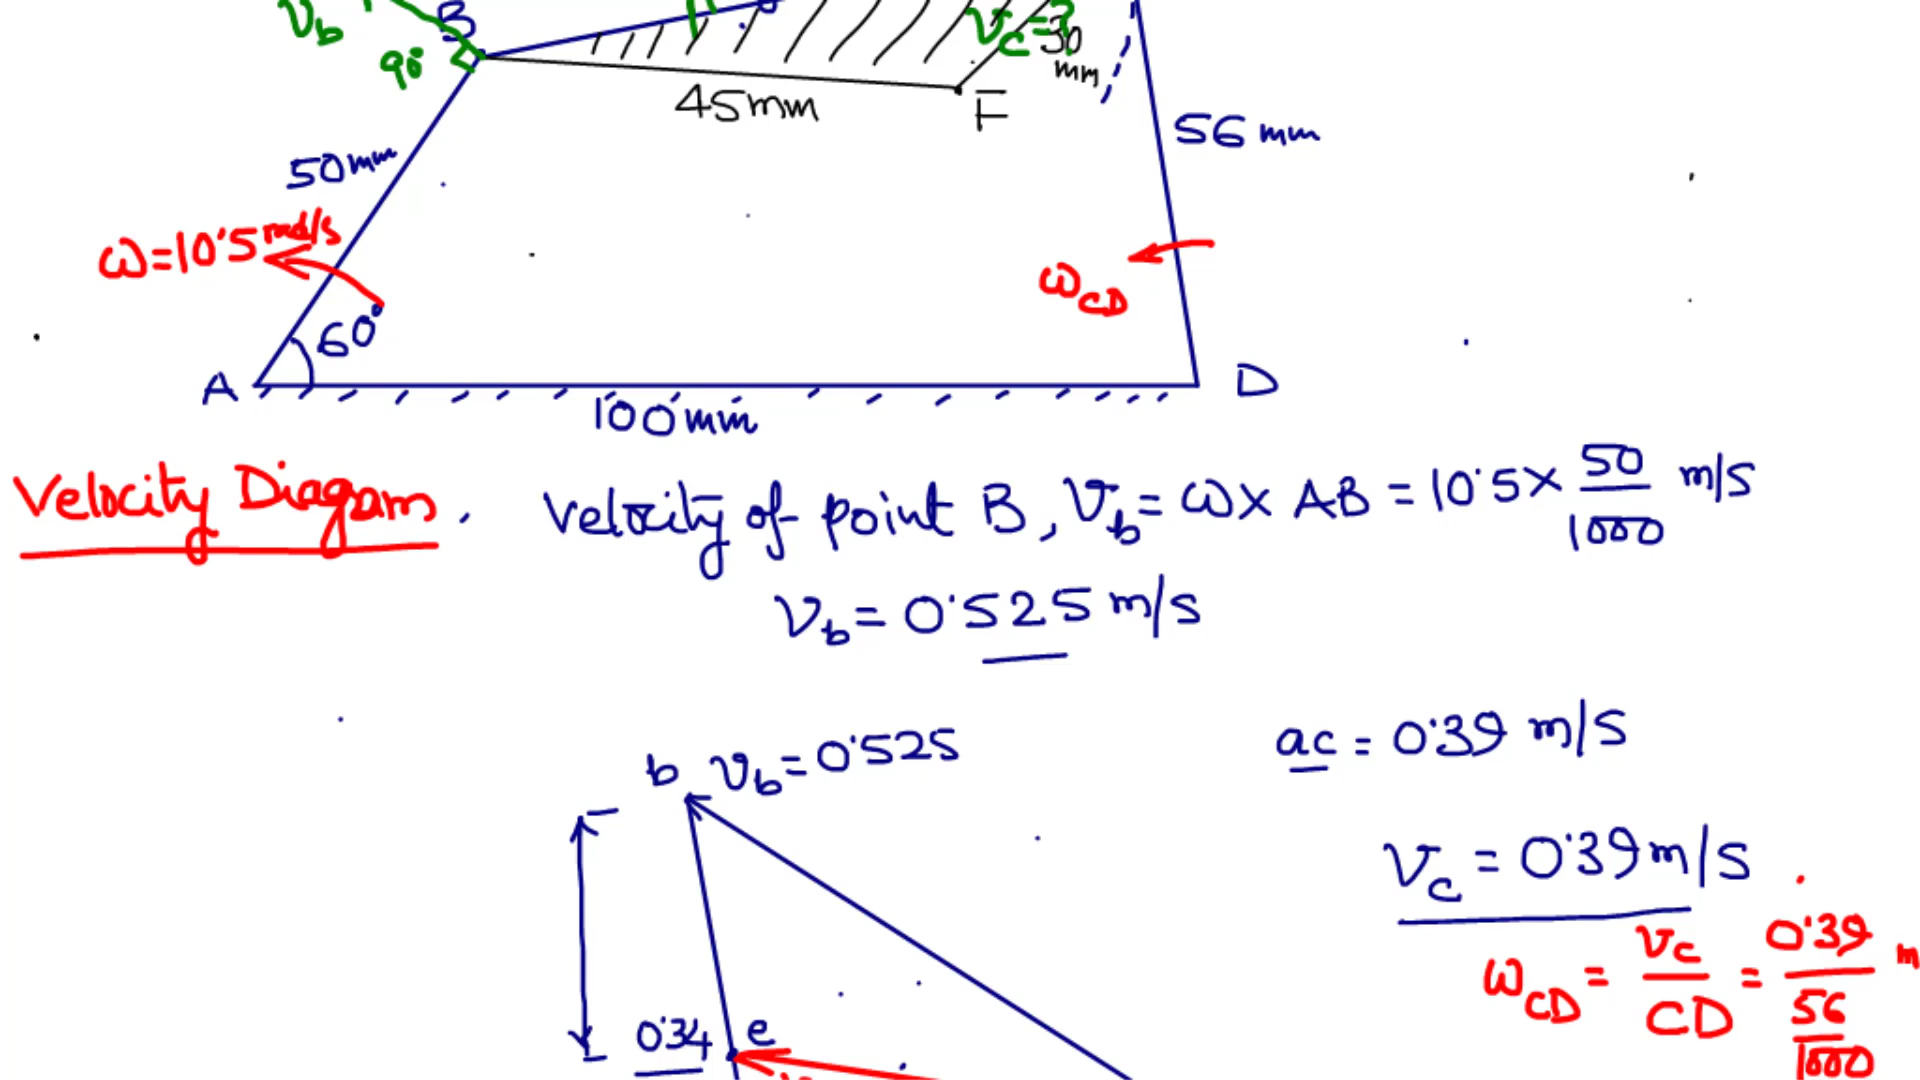 V_b B V_c=?
90° 30 mm
45mm F
56 mm
50mm
ω=10.5 rad/s
ω_CD
60°
A D
100mm
Velocity Diagram. Velocity of point B, V_b = ω× AB = 10.5× 50/1000 m/s
V_b = 0.525 m/s
b V_b = 0.525 ac = 0.39 m/s
V_c = 0.39 m/s
ω_CD = V_c/CD = 0.39/(56/1000) m
0.34 e